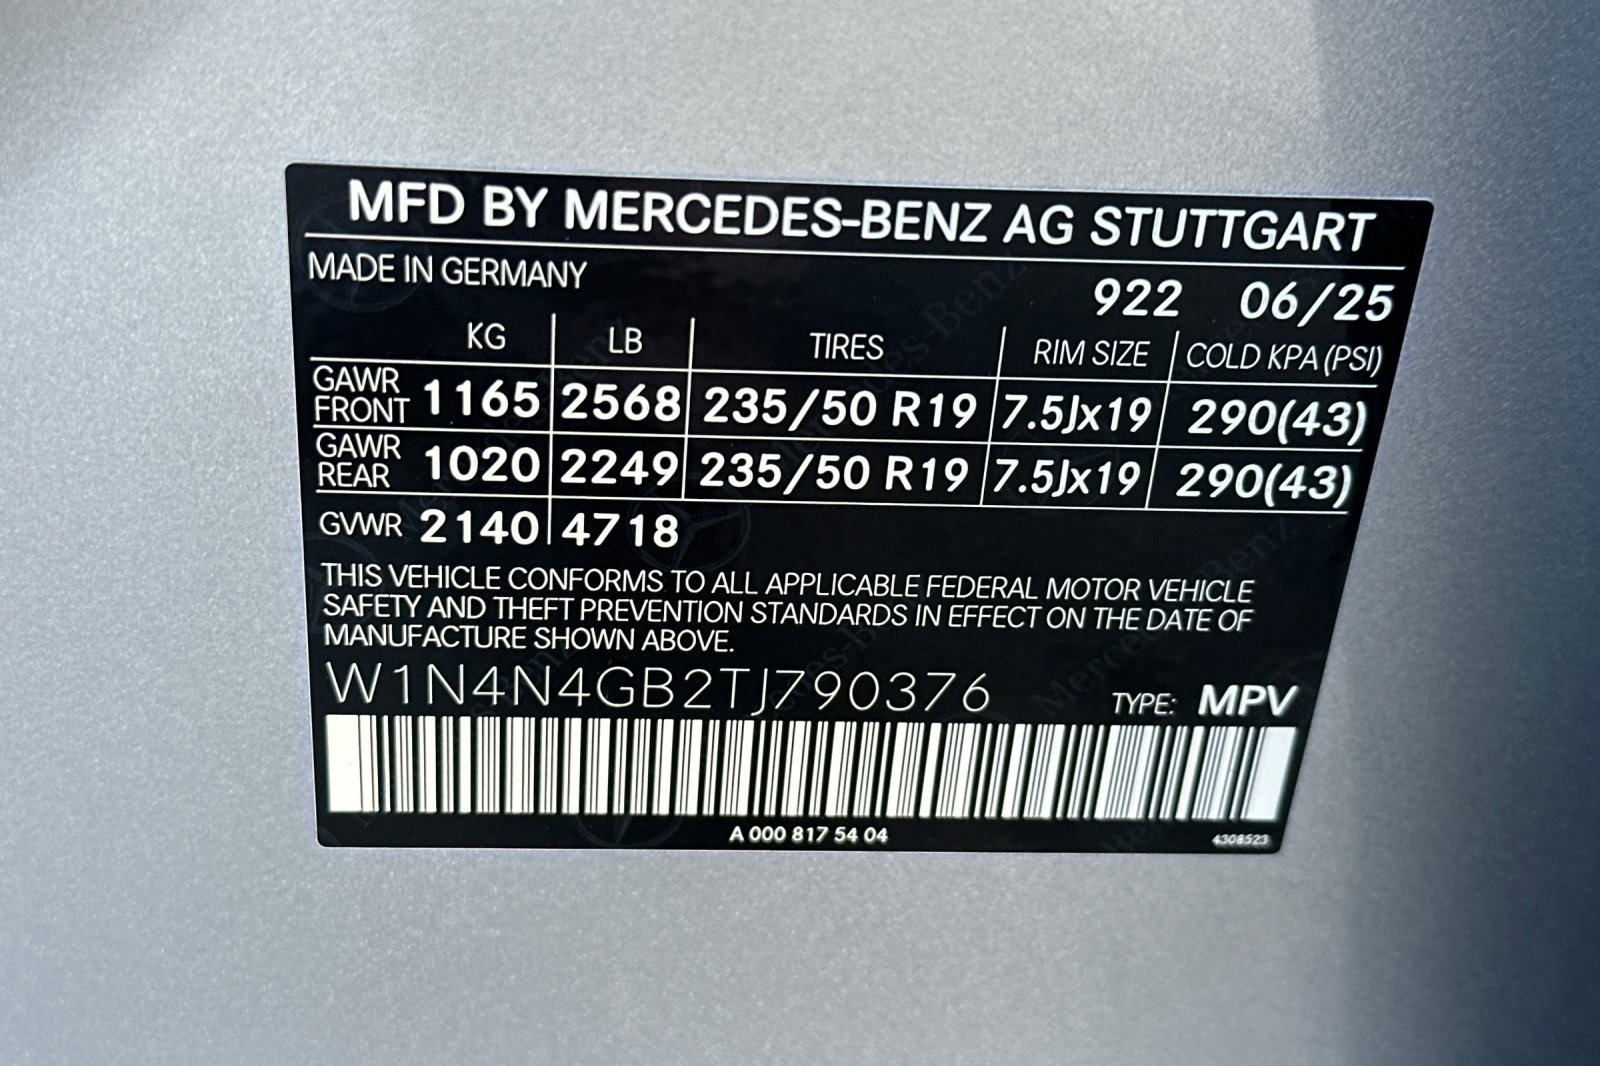 MFD BY MERCEDES-BENZ AG STUTTGART
MADE IN GERMANY
922 06/25
KG LB TIRES RIM SIZE COLD KPA (PSI)
GAWR FRONT 1165 2568 235/50 R19 7.5Jx19 290(43)
GAWR REAR 1020 2249 235/50 R19 7.5Jx19 290(43)
GVWR 2140 4718
THIS VEHICLE CONFORMS TO ALL APPLICABLE FEDERAL MOTOR VEHICLE
SAFETY AND THEFT PREVENTION STANDARDS IN EFFECT ON THE DATE OF
MANUFACTURE SHOWN ABOVE.
W1N4N4GB2TJ790376 TYPE: MPV
A 000 817 54 04 4308523